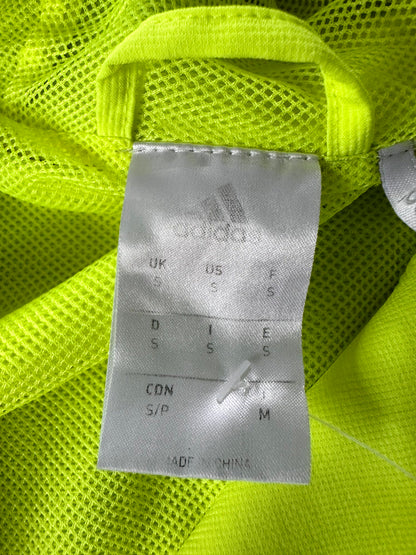 adidas
UK US F
S S S
D I E
S S S
CDN
S/P M
MADE IN CHINA